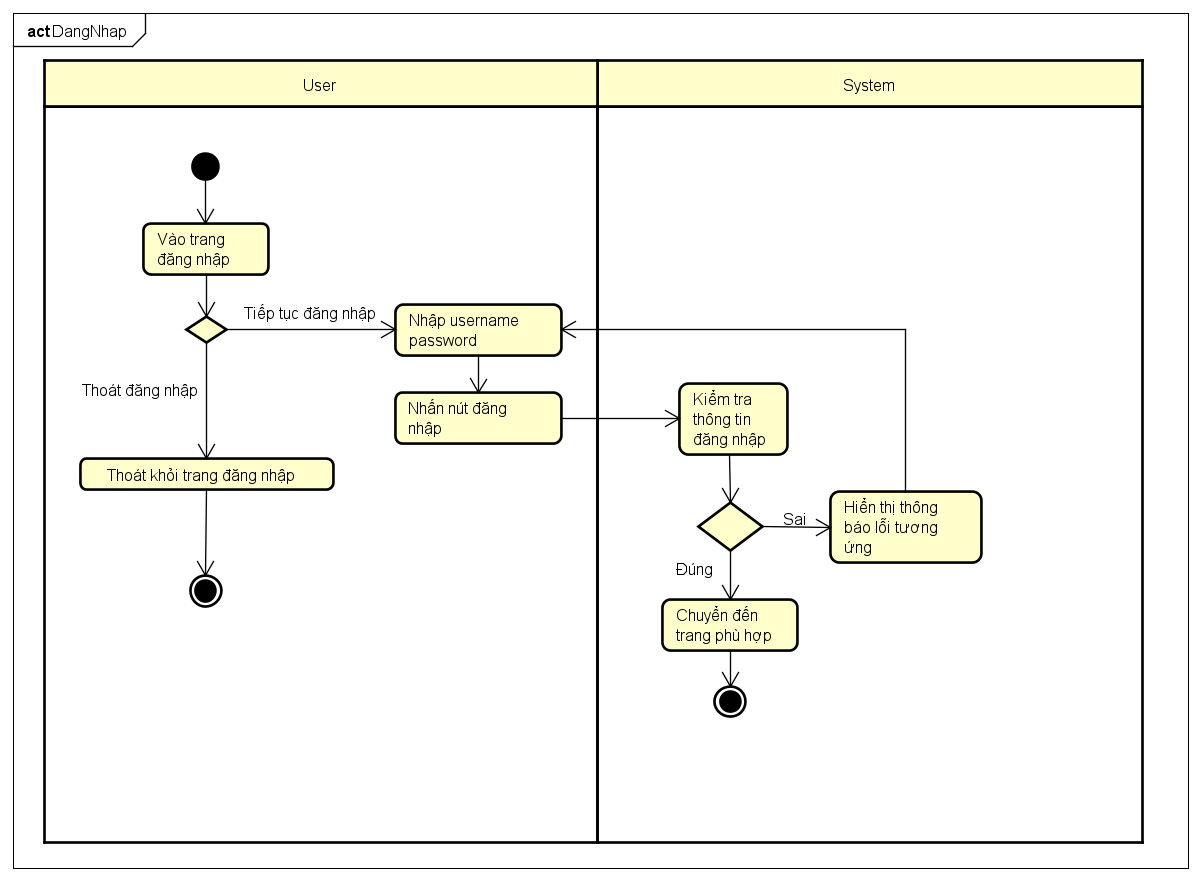 act DangNhap
User
System
Vào trang
đăng nhập
Tiếp tục đăng nhập
Nhập username
password
Thoát đăng nhập
Nhấn nút đăng
nhập
Kiểm tra
thông tin
đăng nhập
Thoát khỏi trang đăng nhập
Sai
Hiển thị thông
báo lỗi tương
ứng
Đúng
Chuyển đến
trang phù hợp